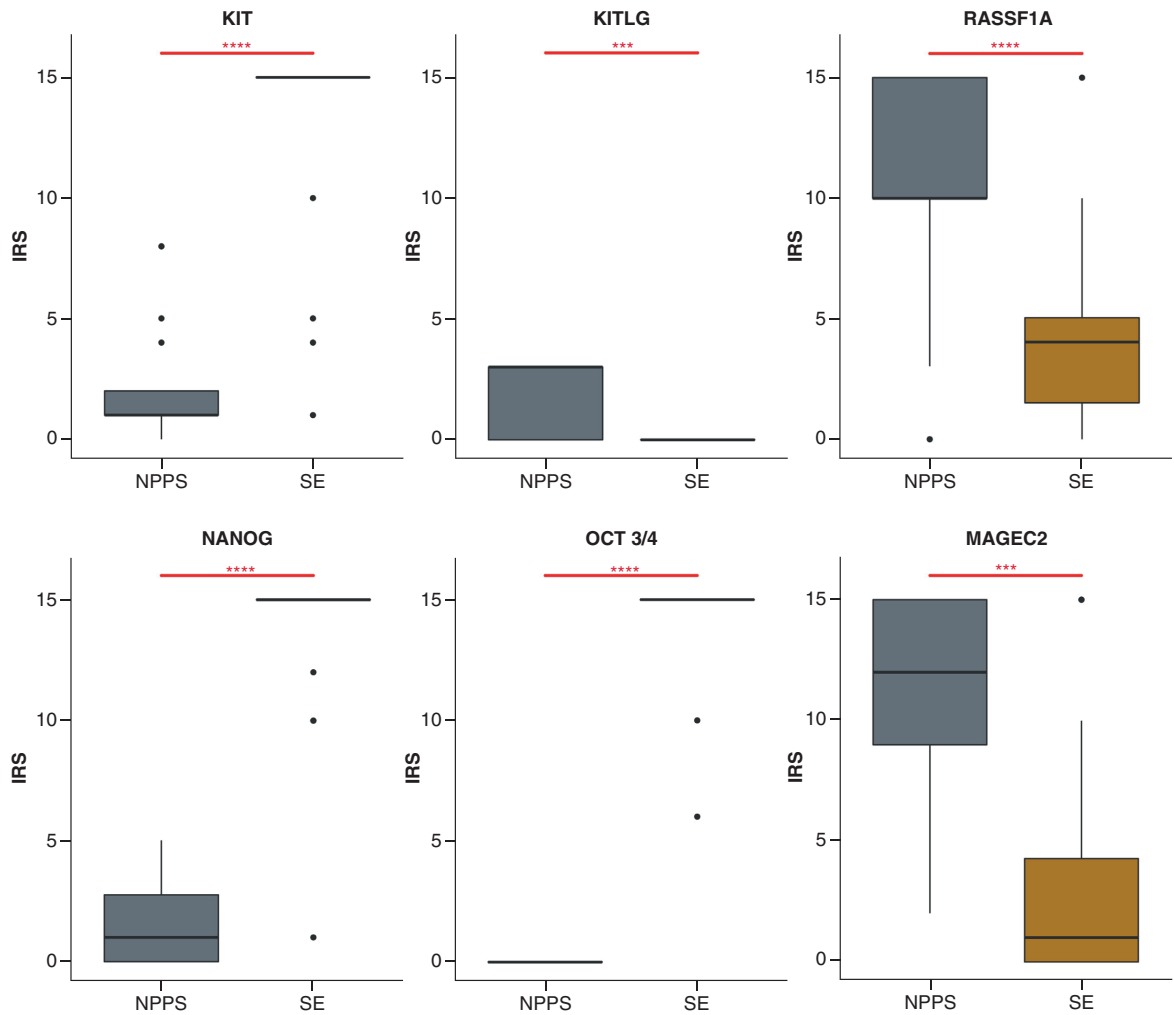 KIT
KITLG
RASSF1A
****
***
****
IRS
15
10
5
0
NPPS
SE
IRS
15
10
5
0
NPPS
SE
IRS
15
10
5
0
NPPS
SE
NANOG
OCT 3/4
MAGEC2
****
****
***
IRS
15
10
5
0
NPPS
SE
IRS
15
10
5
0
NPPS
SE
IRS
15
10
5
0
NPPS
SE